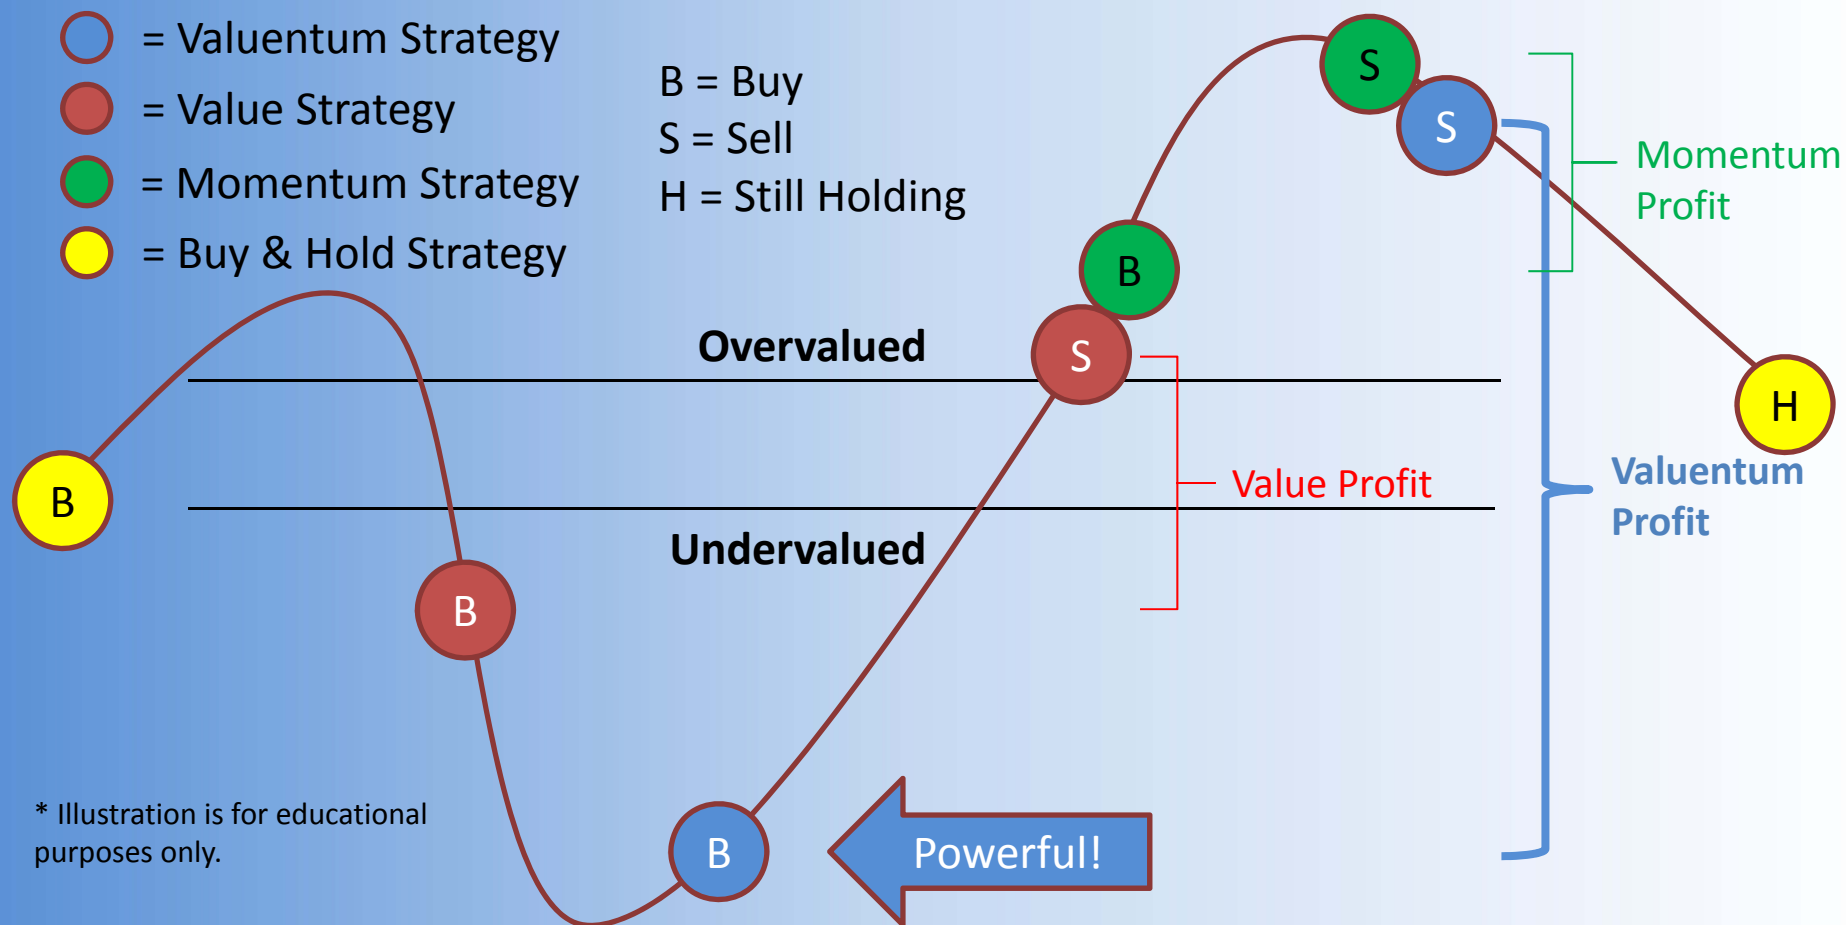 = Valuentum Strategy
= Value Strategy
= Momentum Strategy
= Buy & Hold Strategy
B = Buy
S = Sell
H = Still Holding
S
S
Momentum
Profit
B
Overvalued
S
H
B
Value Profit
Valuentum
Profit
Undervalued
B
* Illustration is for educational
purposes only.
B
Powerful!